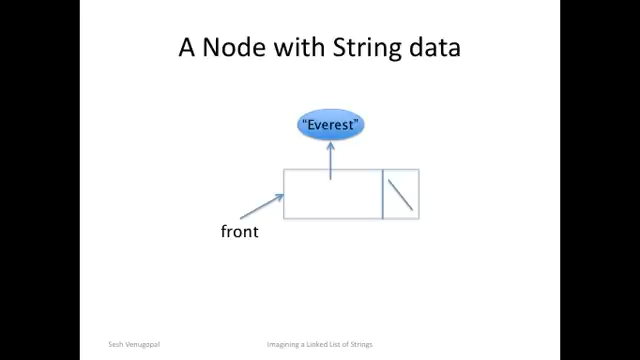 A Node with String data
“Everest”
front
Sesh Venugopal
Imagining a Linked List of Strings